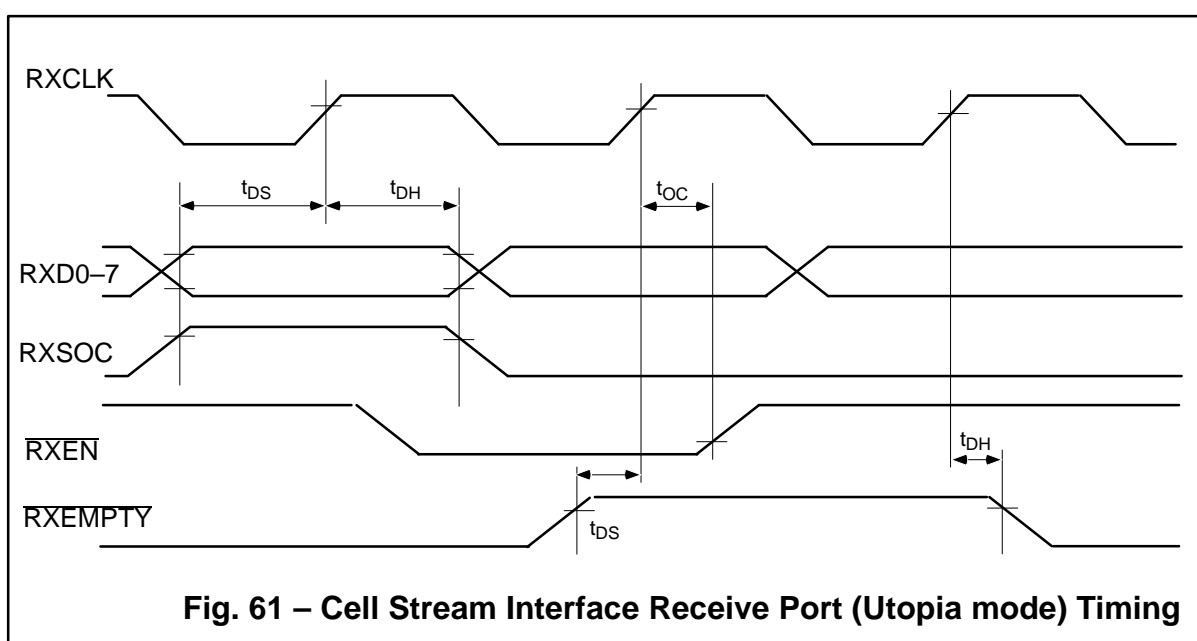 RXCLK
tDS
tDH
tOC
RXD0–7
RXSOC
RXEN
tDH
RXEMPTY
tDS
Fig. 61 – Cell Stream Interface Receive Port (Utopia mode) Timing